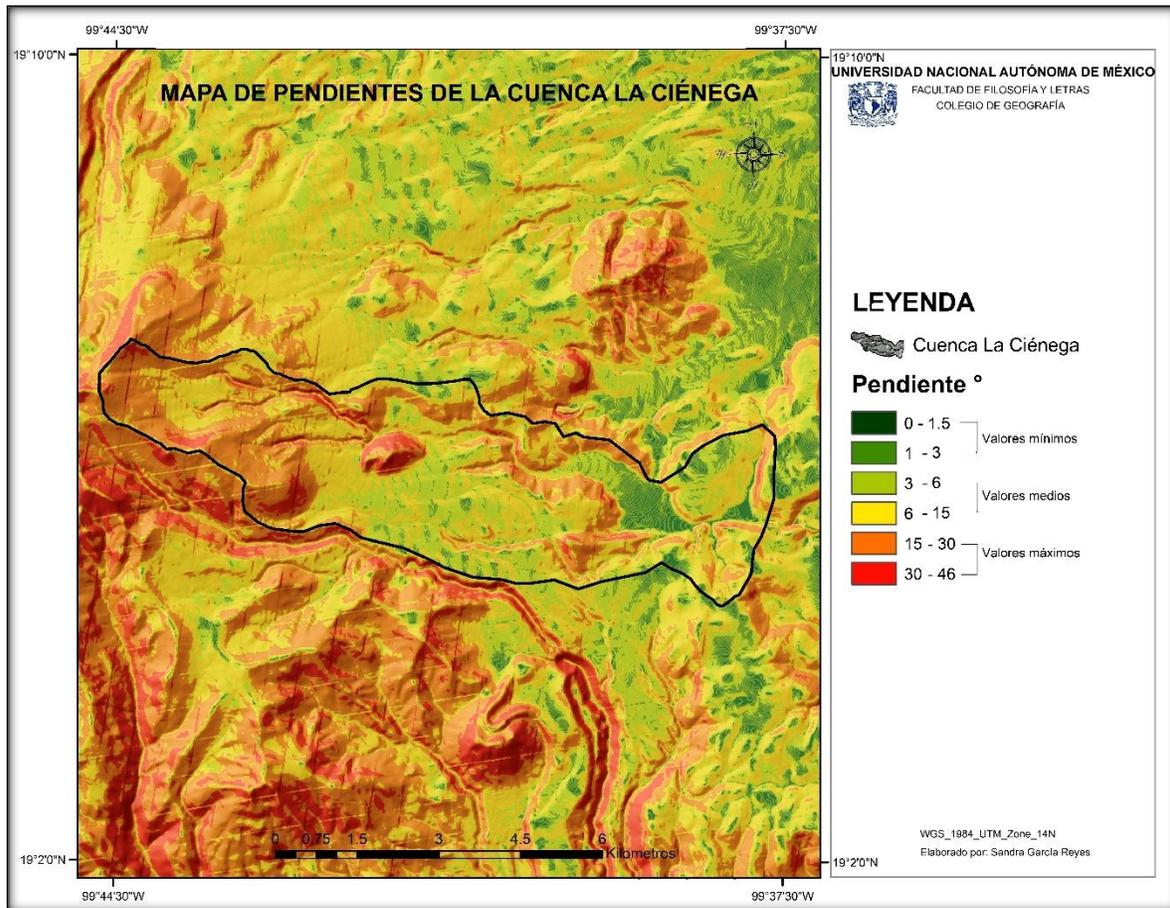 99°44'30"W
99°37'30"W
19°10'0"N
19°10'0"N
MAPA DE PENDIENTES DE LA CUENCA LA CIÉNEGA
UNIVERSIDAD NACIONAL AUTÓNOMA DE MÉXICO
FACULTAD DE FILOSOFÍA Y LETRAS
COLEGIO DE GEOGRAFÍA
LEYENDA
Cuenca La Ciénega
Pendiente °
0 - 1.5
Valores mínimos
1 - 3
3 - 6
Valores medios
6 - 15
15 - 30
Valores máximos
30 - 46
0 0.75 1.5 3 4.5 6
Kilometros
WGS_1984_UTM_Zone_14N
Elaborado por: Sandra García Reyes
19°2'0"N
19°2'0"N
99°44'30"W
99°37'30"W